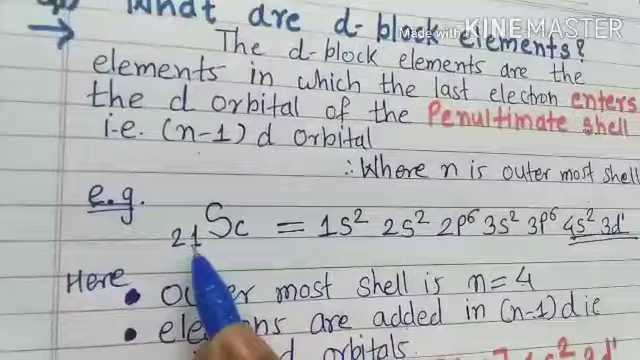 What are d-block elements?
Made with KINEMASTER
→ The d-block elements are the
elements in which the last electron enters
the d orbital of the Penultimate shell
i.e. (n-1) d orbital
∴ Where n is outer most shell
e.g.
₂₁Sc = 1s² 2s² 2p⁶ 3s² 3p⁶ 4s² 3d¹
Here
• outer most shell is n=4
• are added in (n-1) d ie
d orbitals.